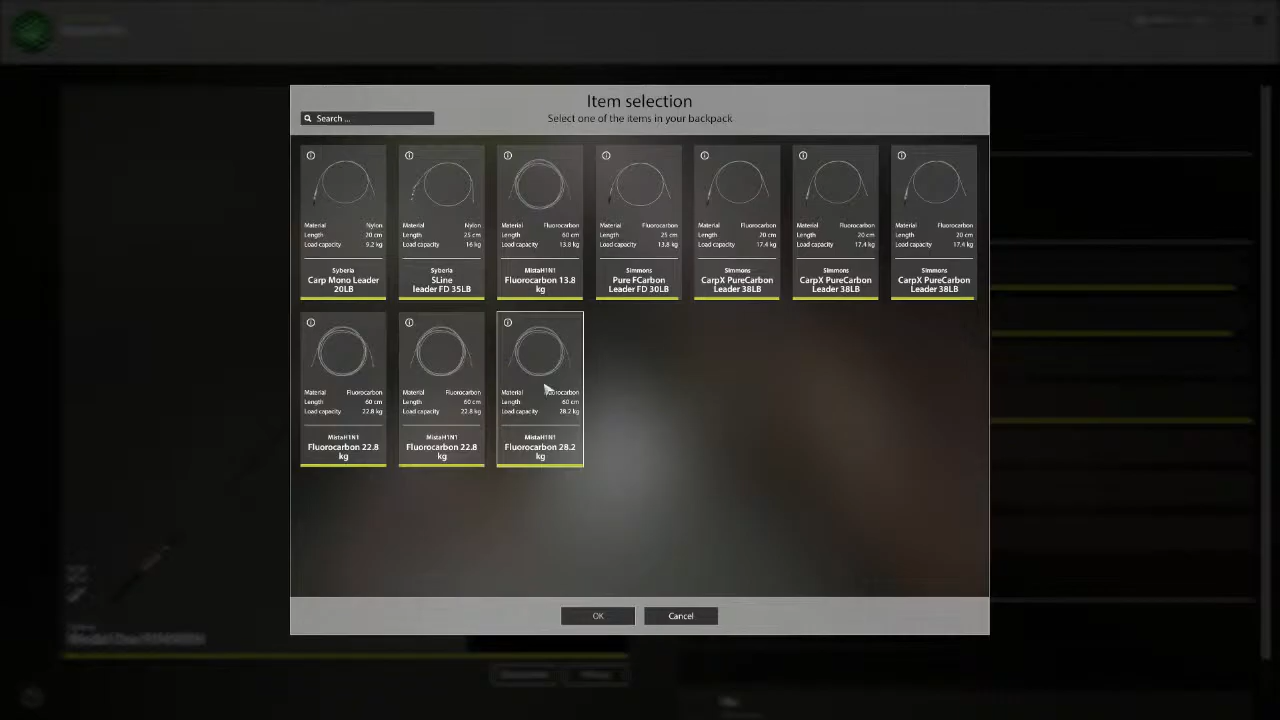 Item selection
Search ...
Select one of the items in your backpack
Material Nylon
Length 20 cm
Load capacity 9.2 kg
Syberia
Carp Mono Leader
20LB
Material Nylon
Length 25 cm
Load capacity 16 kg
Syberia
SLine
leader FD 35LB
Material Fluorocarbon
Length 60 cm
Load capacity 13.8 kg
MistaH1N1
Fluorocarbon 13.8
kg
Material Fluorocarbon
Length 25 cm
Load capacity 13.8 kg
Simmons
Pure FCarbon
Leader FD 30LB
Material Fluorocarbon
Length 20 cm
Load capacity 17.4 kg
Simmons
CarpX PureCarbon
Leader 38LB
Material Fluorocarbon
Length 20 cm
Load capacity 17.4 kg
Simmons
CarpX PureCarbon
Leader 38LB
Material Fluorocarbon
Length 20 cm
Load capacity 17.4 kg
Simmons
CarpX PureCarbon
Leader 38LB
Material Fluorocarbon
Length 60 cm
Load capacity 22.8 kg
MistaH1N1
Fluorocarbon 22.8
kg
Material Fluorocarbon
Length 60 cm
Load capacity 22.8 kg
MistaH1N1
Fluorocarbon 22.8
kg
Material Fluorocarbon
Length 60 cm
Load capacity 28.2 kg
MistaH1N1
Fluorocarbon 28.2
kg
OK
Cancel